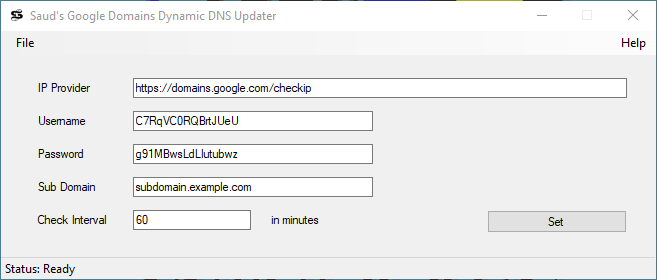 Saud's Google Domains Dynamic DNS Updater
File Help
IP Provider https://domains.google.com/checkip
Username C7RqVC0RQBrtJUeU
Password g91MBwsLdLlutubwz
Sub Domain subdomain.example.com
Check Interval 60 in minutes
Set
Status: Ready